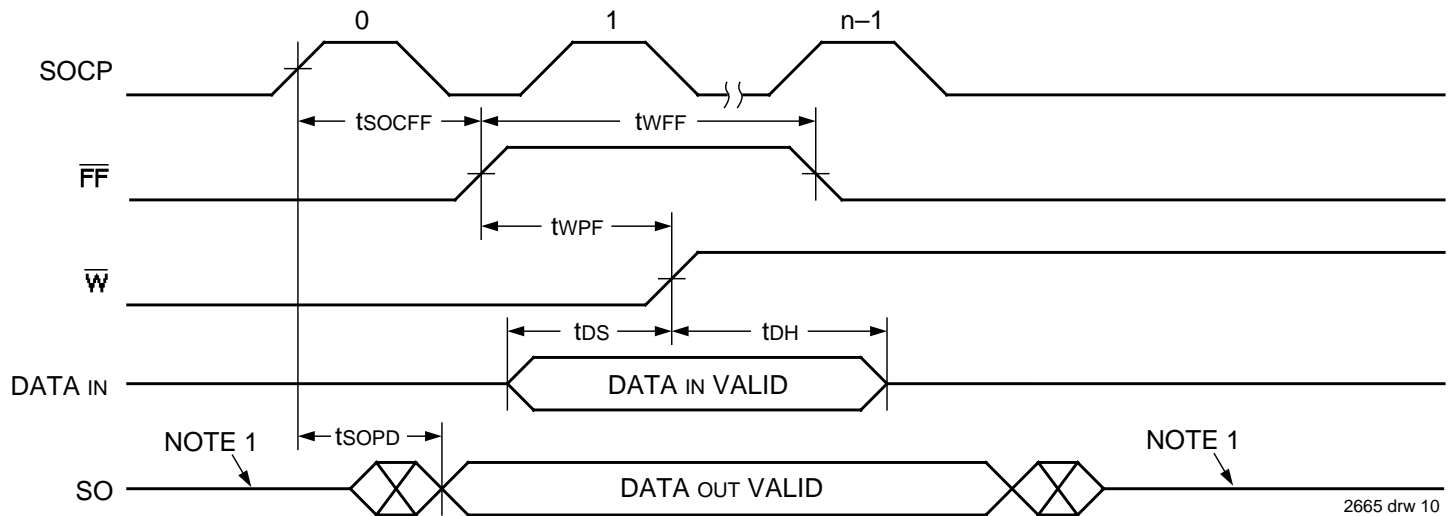 0 1 n–1
SOCP
tSOCFF tWFF
F̅F̅
tWPF
W̅
tDS tDH
DATA IN DATA IN VALID
tSOPD
NOTE 1 NOTE 1
SO DATA OUT VALID
2665 drw 10